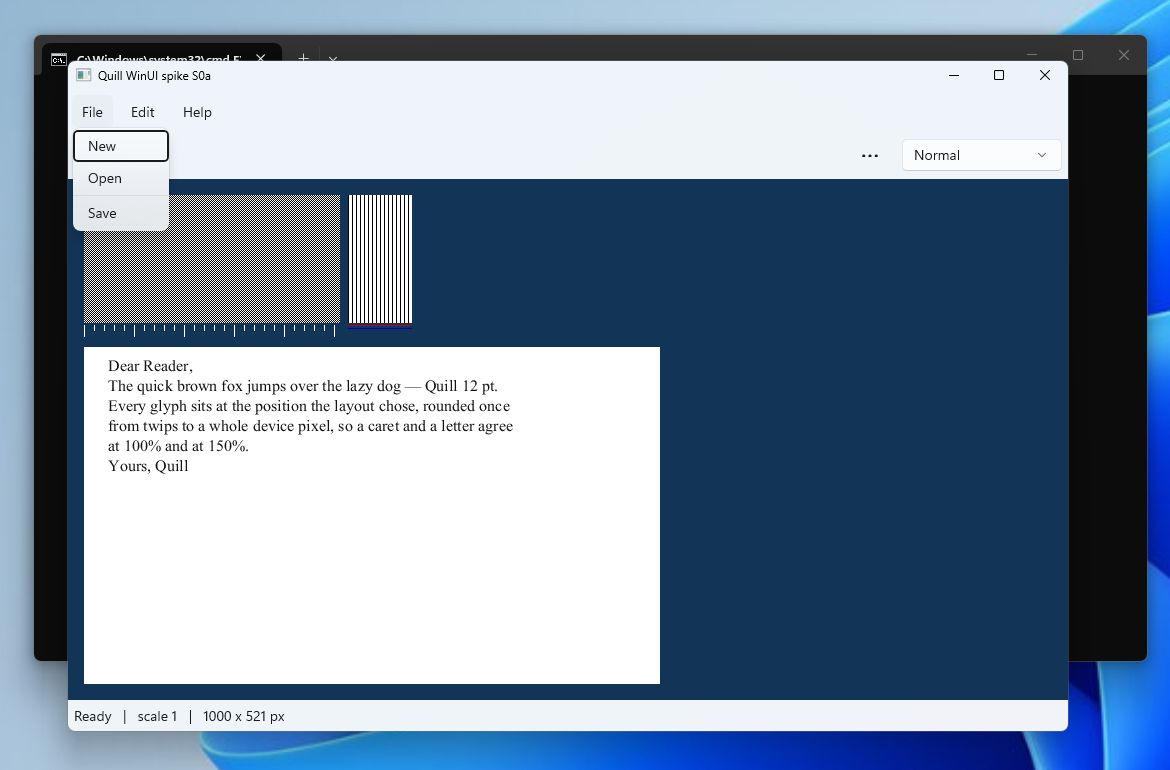 C:\Windows\system32\cmd
Quill WinUI spike S0a
File Edit Help
New
Open
Save
Normal
Dear Reader,
The quick brown fox jumps over the lazy dog — Quill 12 pt.
Every glyph sits at the position the layout chose, rounded once
from twips to a whole device pixel, so a caret and a letter agree
at 100% and at 150%.
Yours, Quill
Ready | scale 1 | 1000 x 521 px